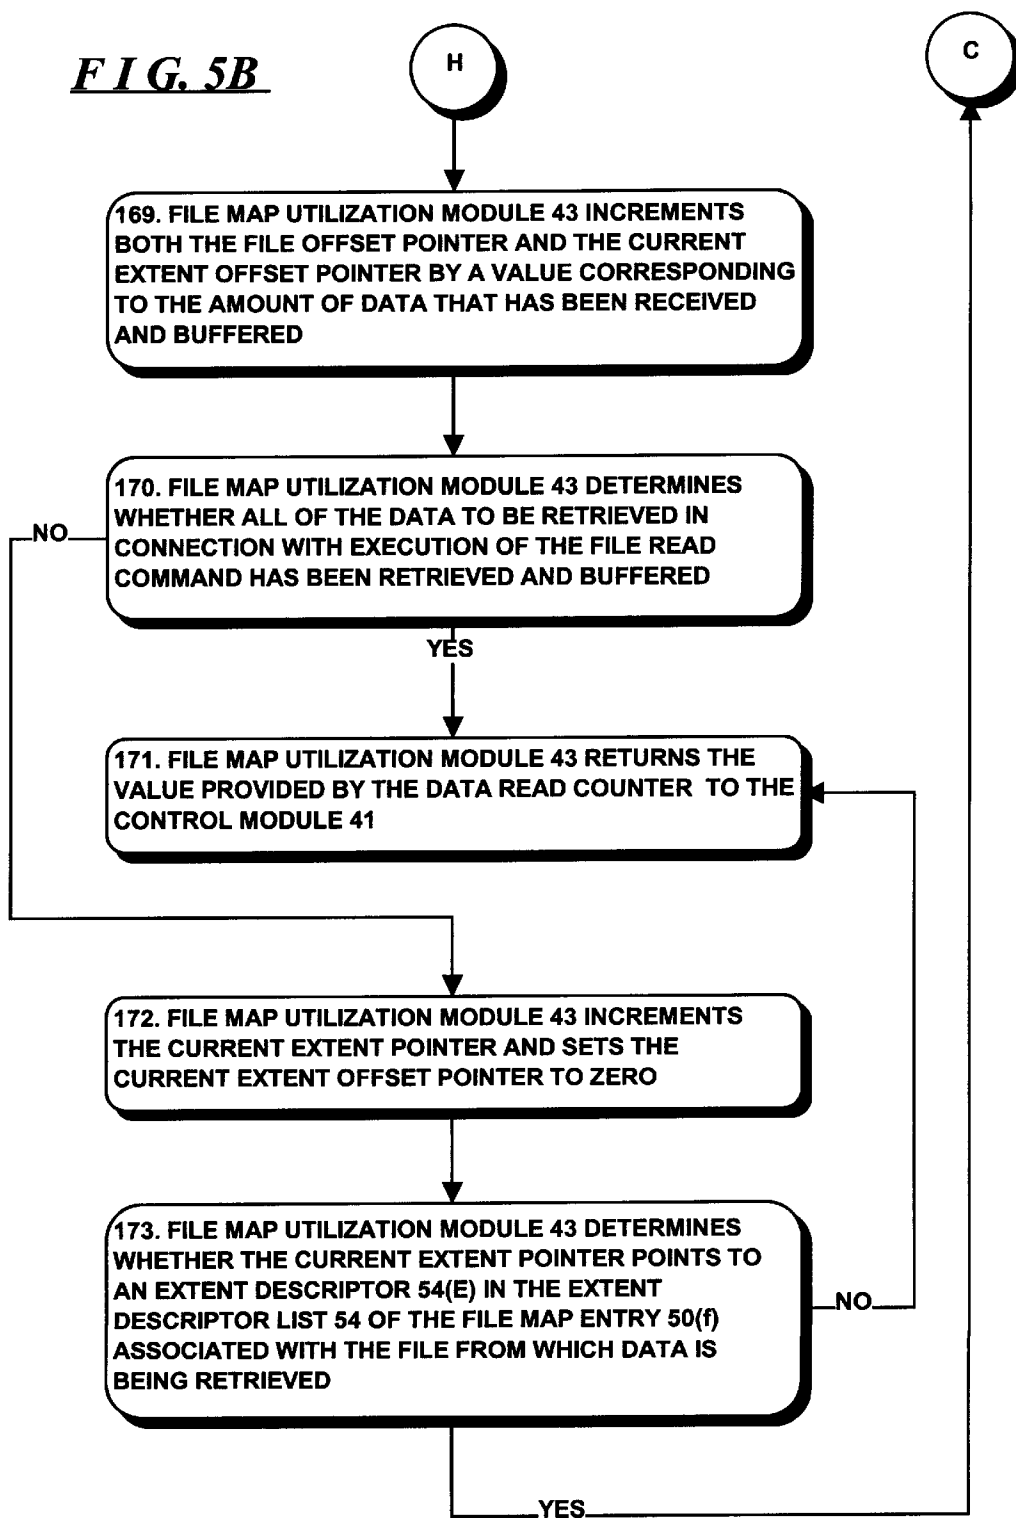 FIG. 5B
H
C
169. FILE MAP UTILIZATION MODULE 43 INCREMENTS
BOTH THE FILE OFFSET POINTER AND THE CURRENT
EXTENT OFFSET POINTER BY A VALUE CORRESPONDING
TO THE AMOUNT OF DATA THAT HAS BEEN RECEIVED
AND BUFFERED
170. FILE MAP UTILIZATION MODULE 43 DETERMINES
WHETHER ALL OF THE DATA TO BE RETRIEVED IN
CONNECTION WITH EXECUTION OF THE FILE READ
COMMAND HAS BEEN RETRIEVED AND BUFFERED
NO
YES
171. FILE MAP UTILIZATION MODULE 43 RETURNS THE
VALUE PROVIDED BY THE DATA READ COUNTER TO THE
CONTROL MODULE 41
172. FILE MAP UTILIZATION MODULE 43 INCREMENTS
THE CURRENT EXTENT POINTER AND SETS THE
CURRENT EXTENT OFFSET POINTER TO ZERO
173. FILE MAP UTILIZATION MODULE 43 DETERMINES
WHETHER THE CURRENT EXTENT POINTER POINTS TO
AN EXTENT DESCRIPTOR 54(E) IN THE EXTENT
DESCRIPTOR LIST 54 OF THE FILE MAP ENTRY 50(f)
ASSOCIATED WITH THE FILE FROM WHICH DATA IS
BEING RETRIEVED
NO
YES